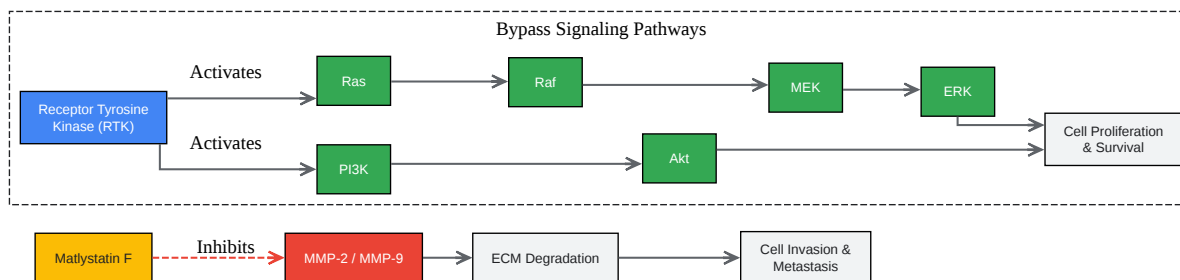 Bypass Signaling Pathways
Activates
Ras
Raf
MEK
ERK
Receptor Tyrosine
Kinase (RTK)
Cell Proliferation
& Survival
Activates
PI3K
Akt
Matlystatin F
Inhibits
MMP-2 / MMP-9
ECM Degradation
Cell Invasion &
Metastasis